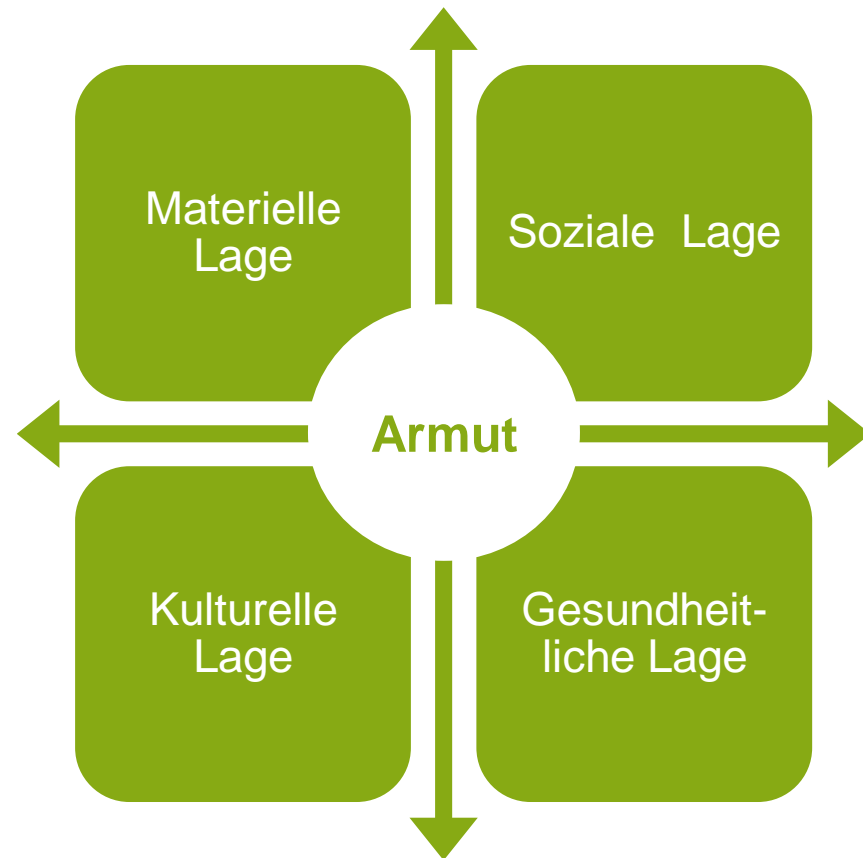 Materielle
Lage
Soziale  Lage
Armut
Kulturelle
Lage
Gesundheit-
liche Lage